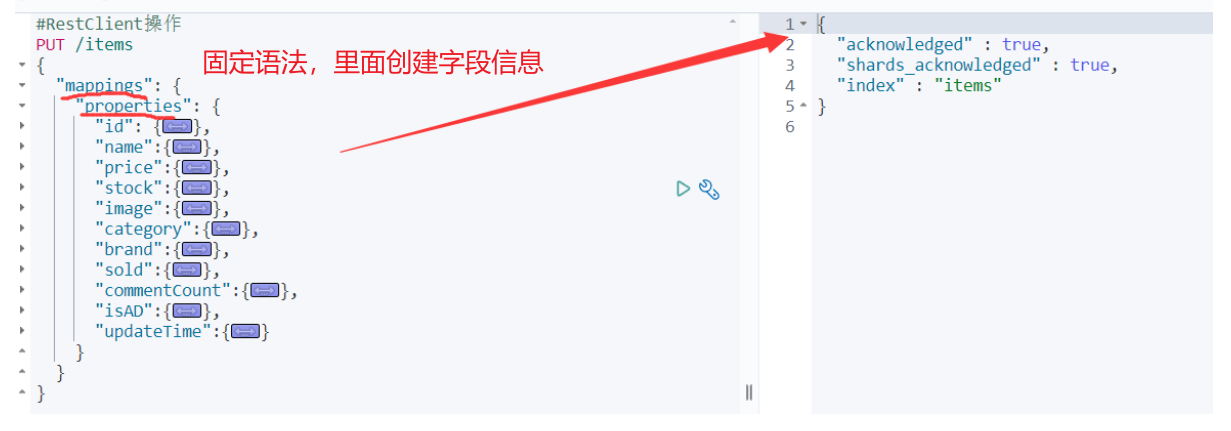 #RestClient操作
PUT /items
{
"mappings": {
"properties": {
"id": {},
"name":{},
"price":{},
"stock":{},
"image":{},
"category":{},
"brand":{},
"sold":{},
"commentCount":{},
"isAD":{},
"updateTime":{}
}
}
}
固定语法，里面创建字段信息
1 {
2 "acknowledged" : true,
3 "shards_acknowledged" : true,
4 "index" : "items"
5 }
6